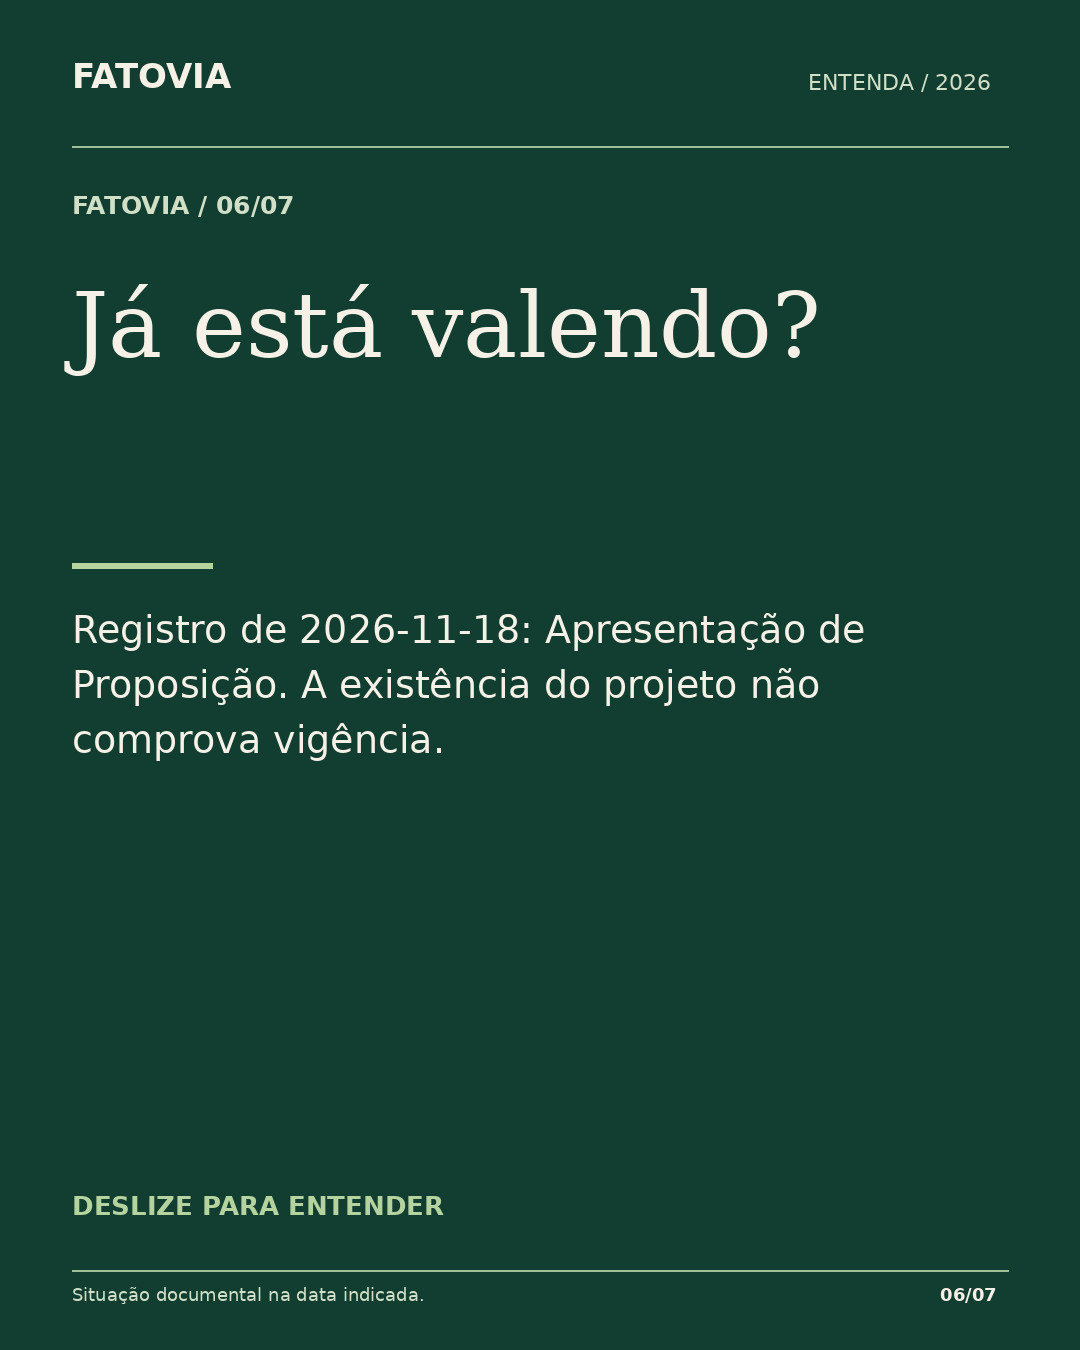 FATOVIA
ENTENDA / 2026
FATOVIA / 06/07
Já está valendo?
Registro de 2026-11-18: Apresentação de
Proposição. A existência do projeto não
comprova vigência.
DESLIZE PARA ENTENDER
Situação documental na data indicada.
06/07